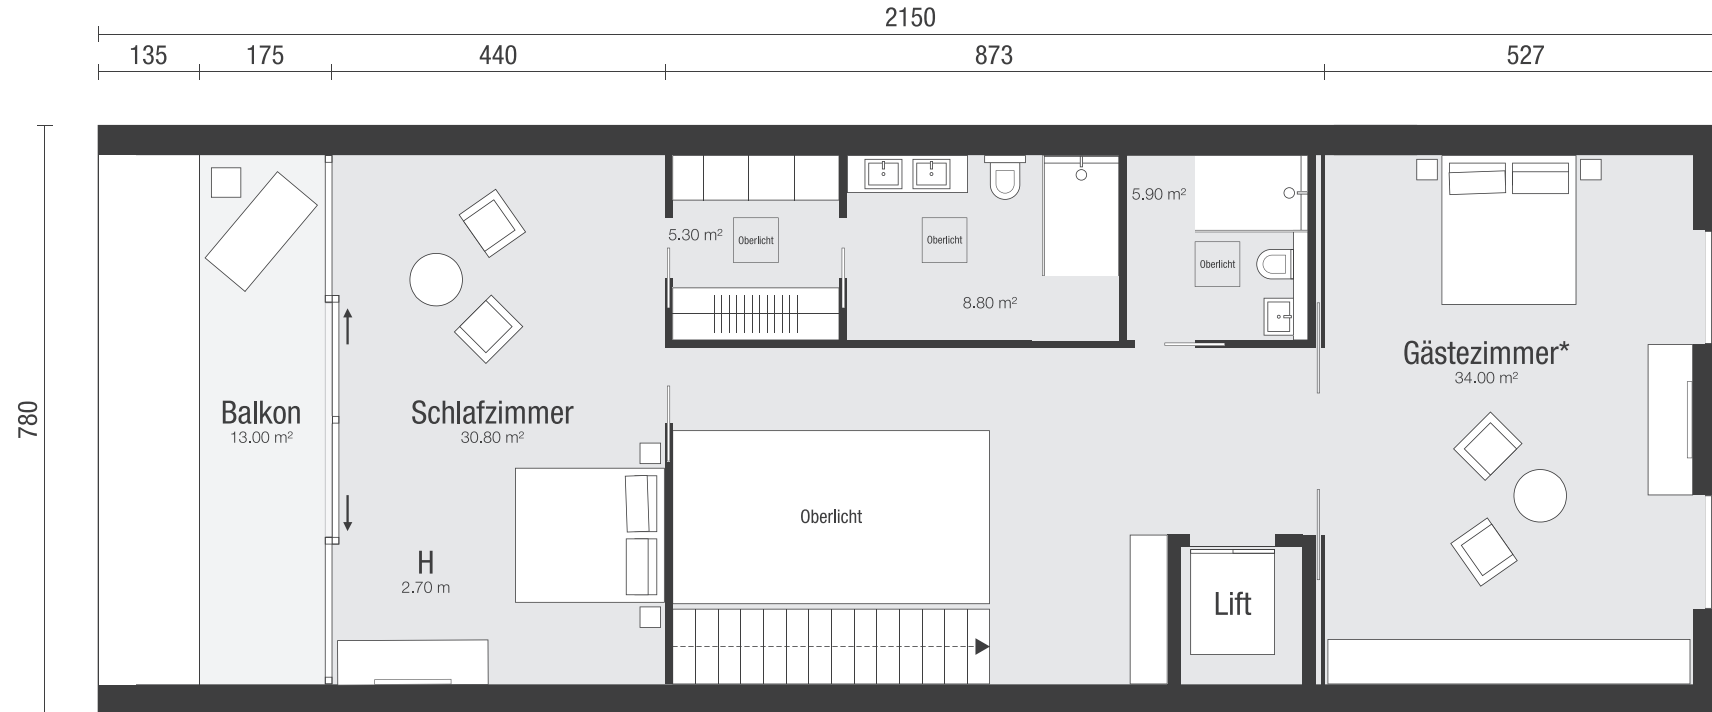 2150
135 175 440 873 527
780
5.30 m²
Oberlicht
Oberlicht
8.80 m²
5.90 m²
Oberlicht
Gästezimmer*
34.00 m²
Balkon
13.00 m²
Schlafzimmer
30.80 m²
Oberlicht
H
2.70 m
Lift